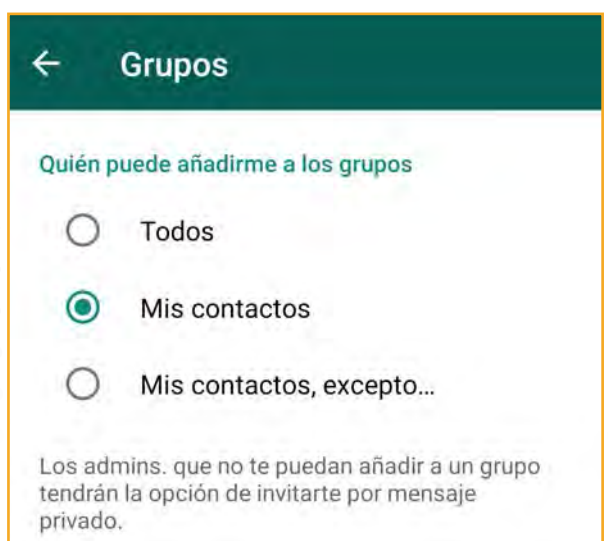 Grupos
Quién puede añadirme a los grupos
Todos
Mis contactos
Mis contactos, excepto...
Los admins. que no te puedan añadir a un grupo
tendrán la opción de invitarte por mensaje
privado.